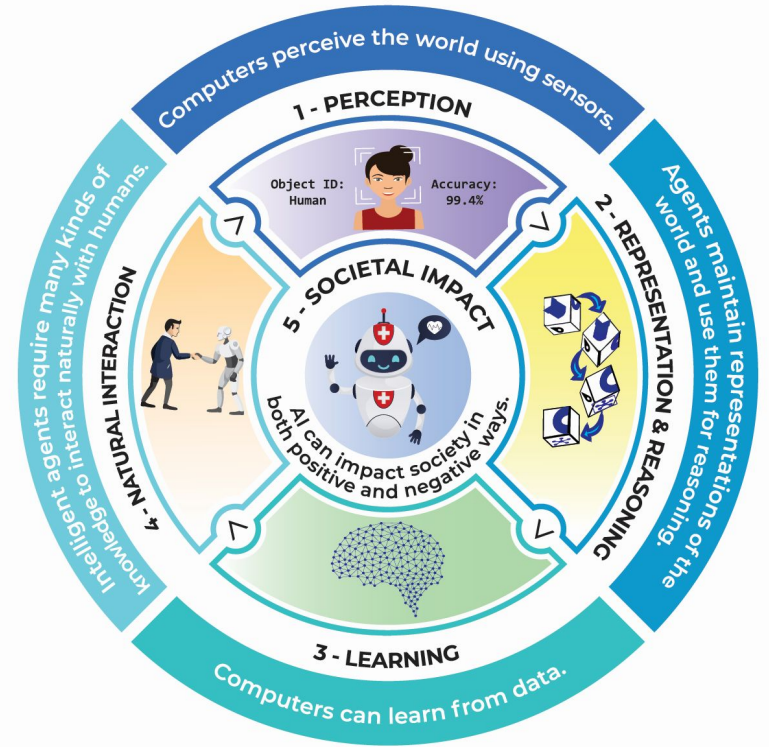 Computers perceive the world using sensors.
1 - PERCEPTION
Object ID:
Human
Accuracy:
99.4%
Agents maintain representations of the
world and use them for reasoning.
2 - REPRESENTATION & REASONING
3 - LEARNING
Computers can learn from data.
Intelligent agents require many kinds of
knowledge to interact naturally with humans.
4 - NATURAL INTERACTION
5 - SOCIETAL IMPACT
AI can impact society in
both positive and negative ways.